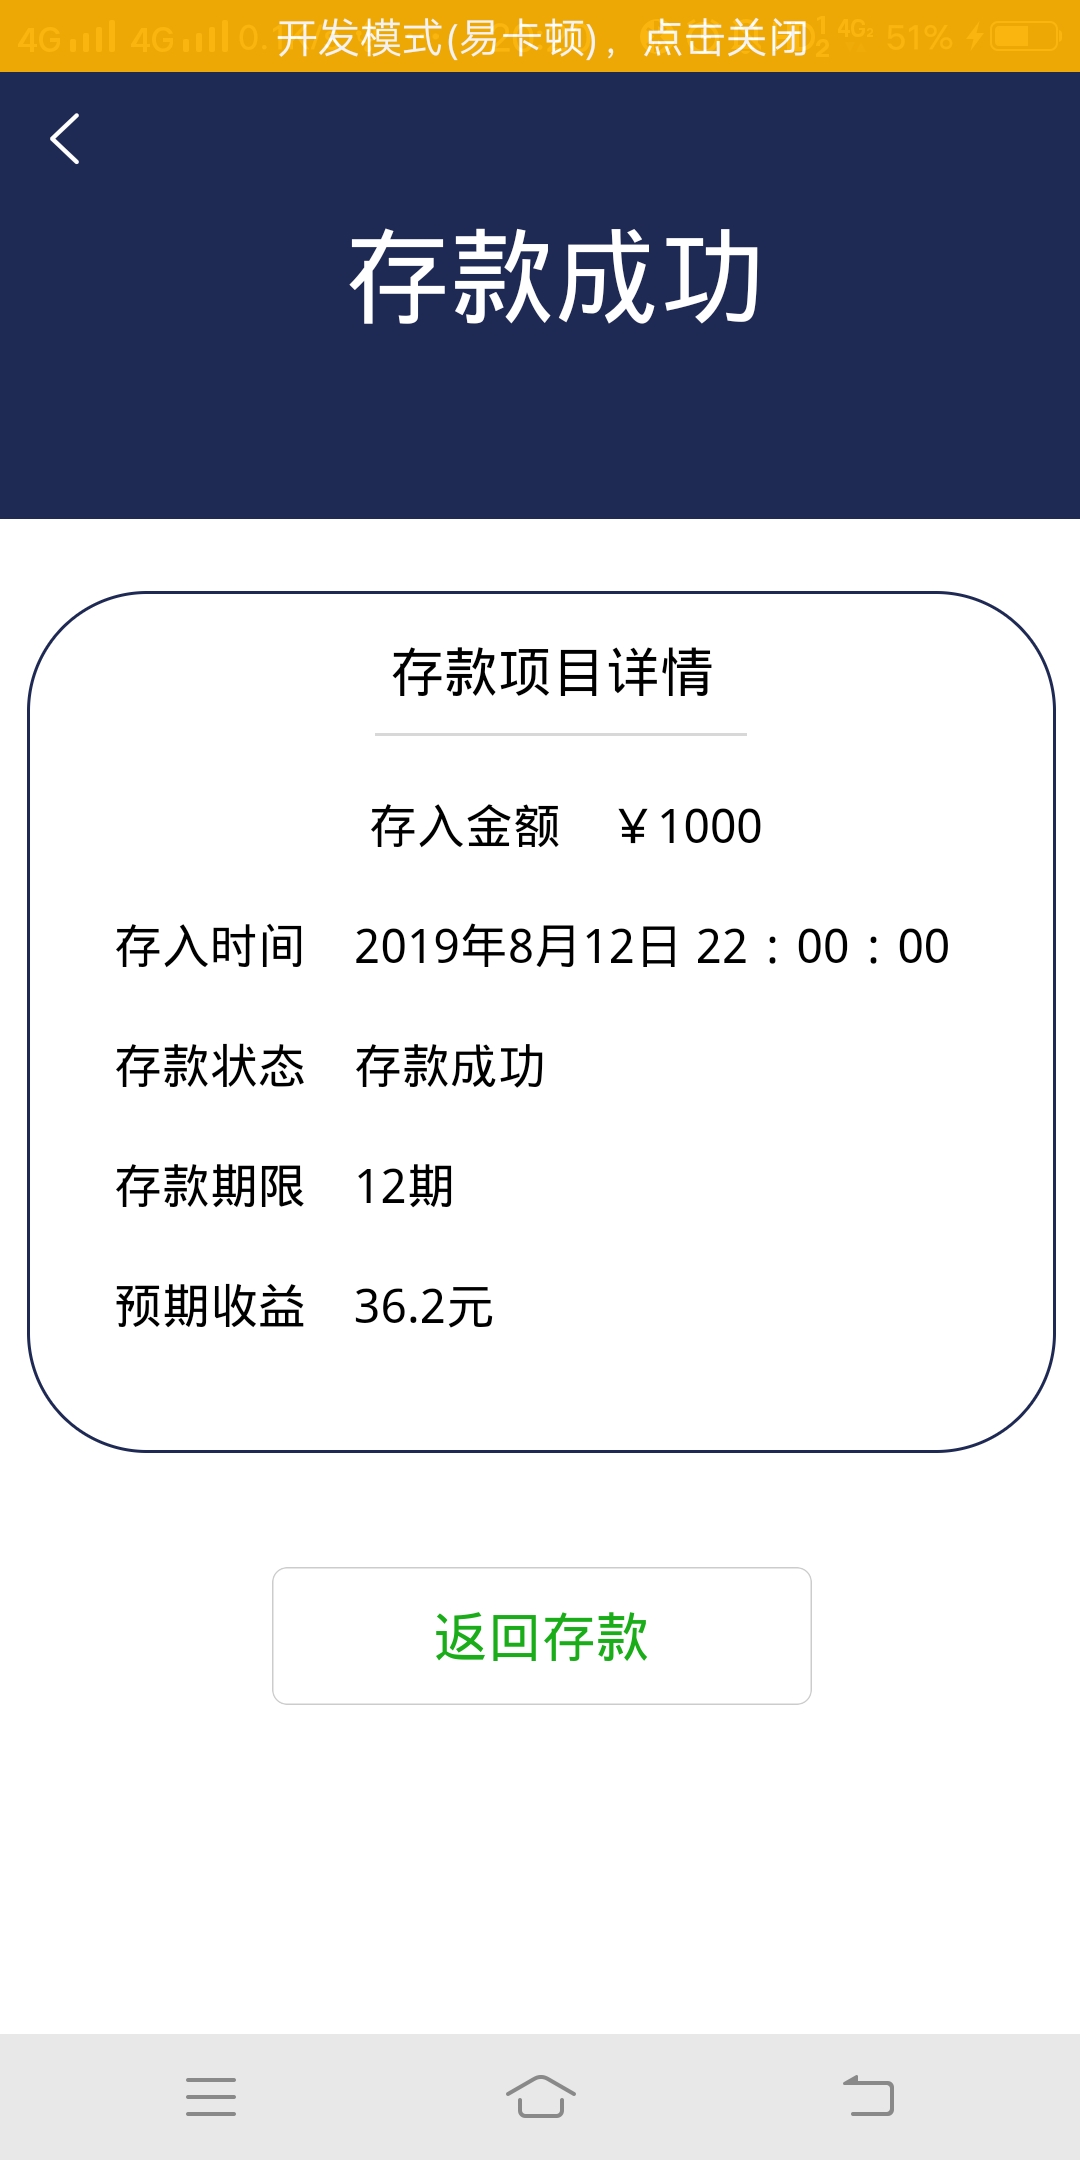 开发模式(易卡顿)，点击关闭
4G 4G 51%
存款成功
存款项目详情
存入金额 ￥1000
存入时间 2019年8月12日 22：00：00
存款状态 存款成功
存款期限 12期
预期收益 36.2元
返回存款